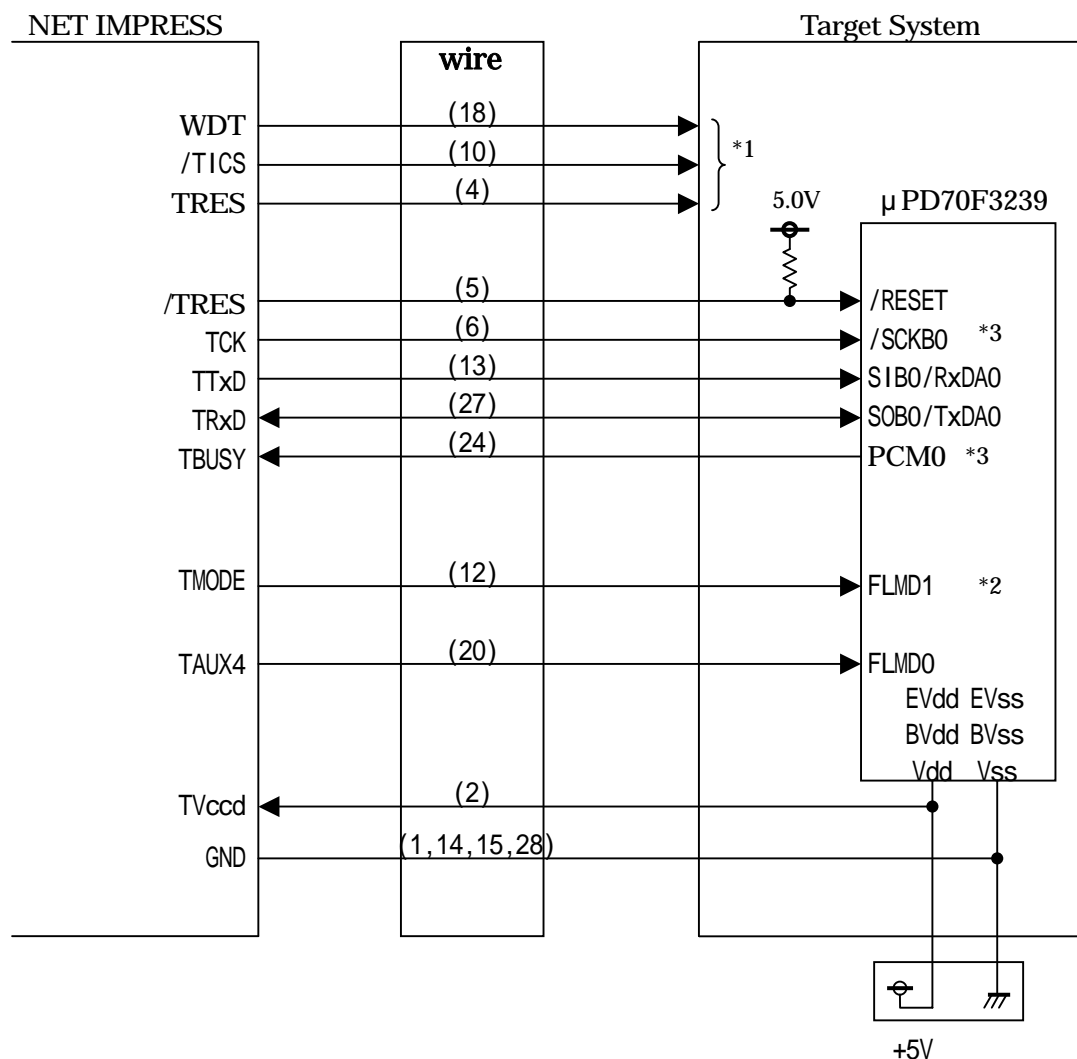 NET IMPRESS
Target System
wire
WDT (18)
/TICS (10) *1
TRES (4)
5.0V μPD70F3239
/TRES (5) /RESET
TCK (6) /SCKB0 *3
TTxD (13) SIB0/RxDA0
TRxD (27) SOB0/TxDA0
TBUSY (24) PCM0 *3
TMODE (12) FLMD1 *2
TAUX4 (20) FLMD0
EVdd EVss
BVdd BVss
Vdd Vss
TVccd (2)
GND (1,14,15,28)
+5V